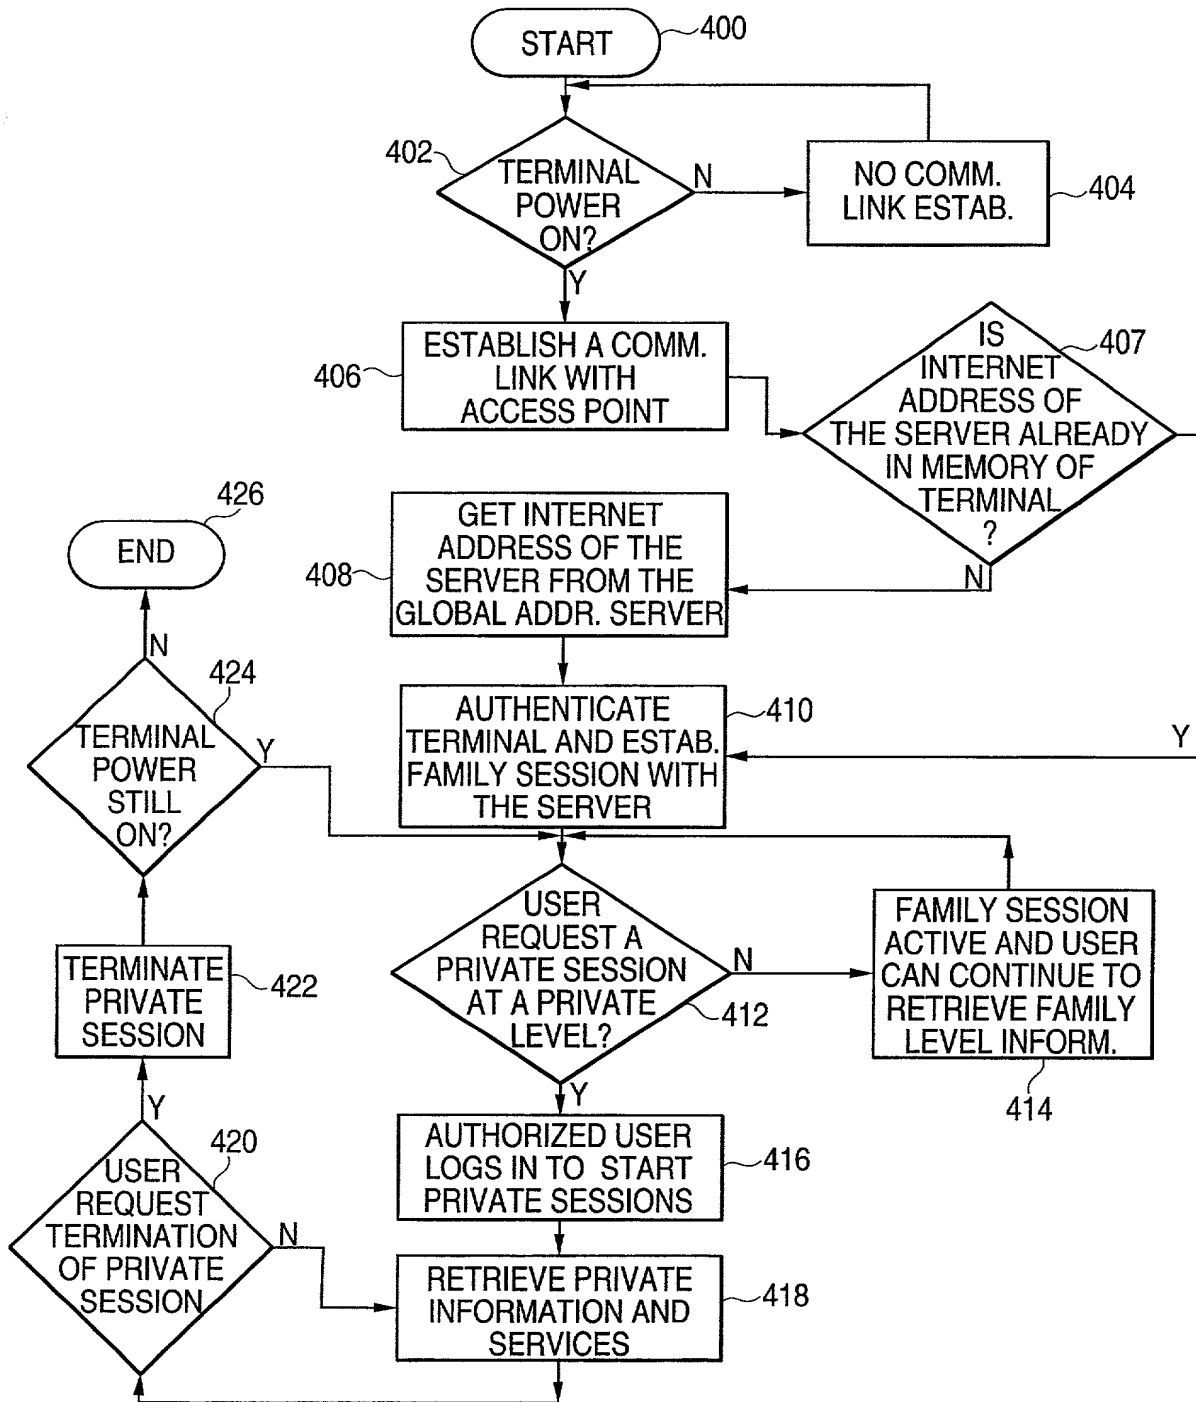 START
400
402
TERMINAL
POWER
ON?
N
NO COMM.
LINK ESTAB.
404
Y
406
ESTABLISH A COMM.
LINK WITH
ACCESS POINT
IS
INTERNET
ADDRESS OF
THE SERVER ALREADY
IN MEMORY OF
TERMINAL
?
407
N
Y
408
GET INTERNET
ADDRESS OF THE
SERVER FROM THE
GLOBAL ADDR. SERVER
AUTHENTICATE
TERMINAL AND ESTAB.
FAMILY SESSION WITH
THE SERVER
410
USER
REQUEST A
PRIVATE SESSION
AT A PRIVATE
LEVEL?
412
N
FAMILY SESSION
ACTIVE AND USER
CAN CONTINUE TO
RETRIEVE FAMILY
LEVEL INFORM.
414
Y
AUTHORIZED USER
LOGS IN TO START
PRIVATE SESSIONS
416
RETRIEVE PRIVATE
INFORMATION AND
SERVICES
418
USER
REQUEST
TERMINATION
OF PRIVATE
SESSION
420
N
Y
TERMINATE
PRIVATE
SESSION
422
TERMINAL
POWER
STILL
ON?
424
Y
N
END
426